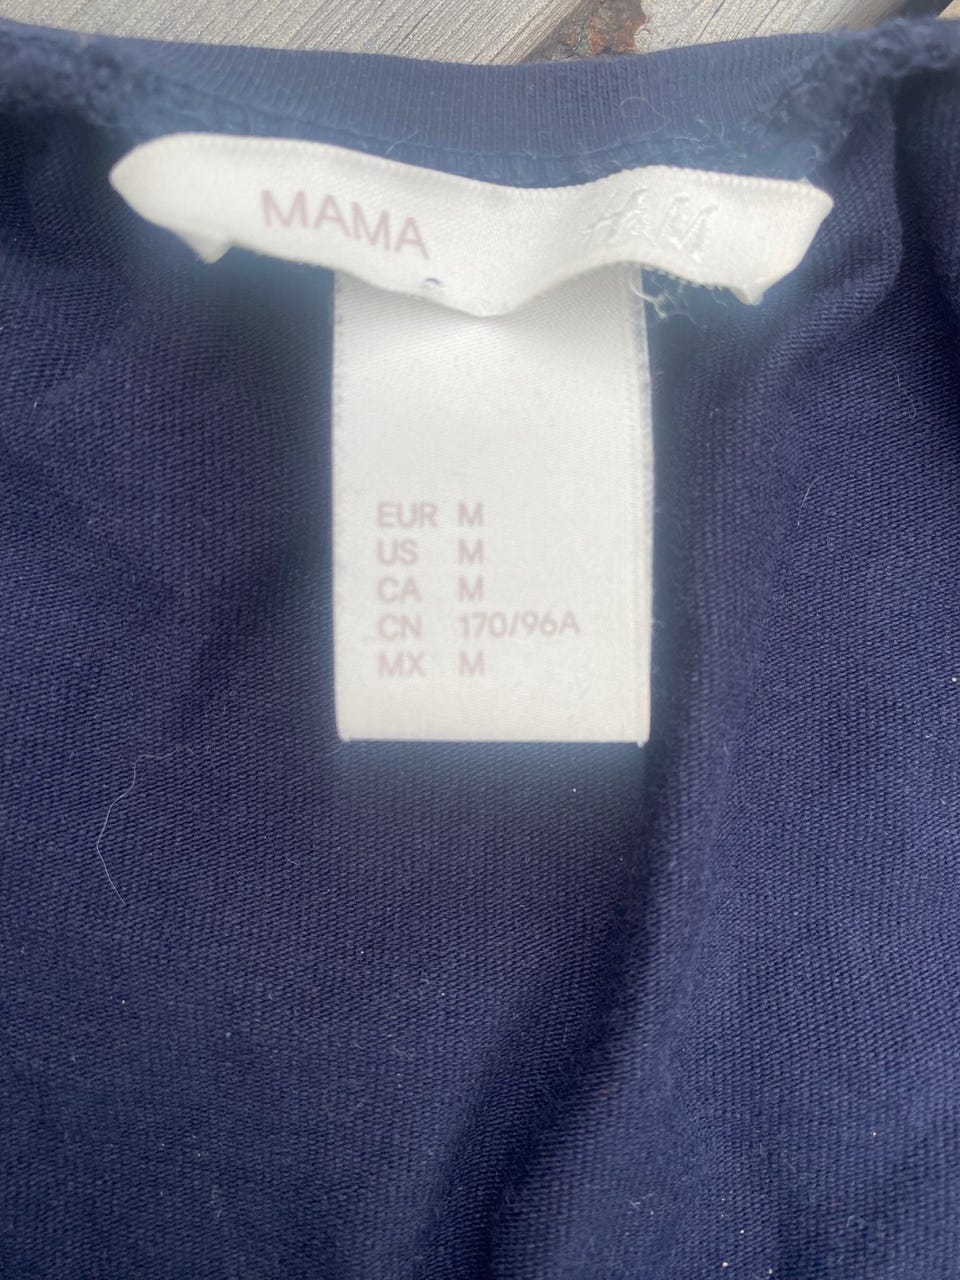 MAMA H&M
EUR M
US M
CA M
CN 170/96A
MX M